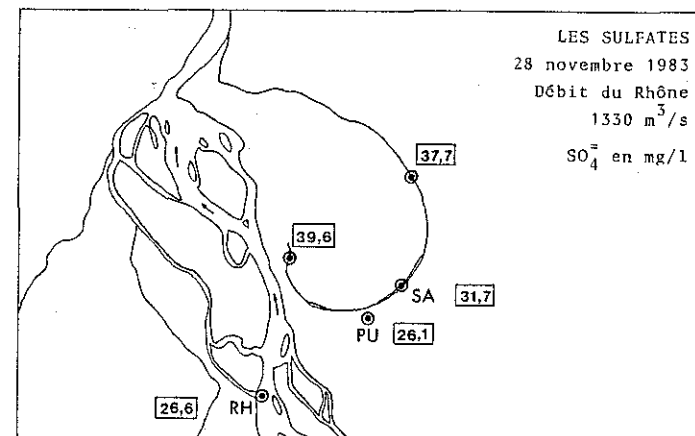 LES SULFATES
28 novembre 1983
Débit du Rhône
1330 m³/s
SO₄⁼ en mg/l
37,7
39,6
SA 31,7
PU 26,1
26,6 RH